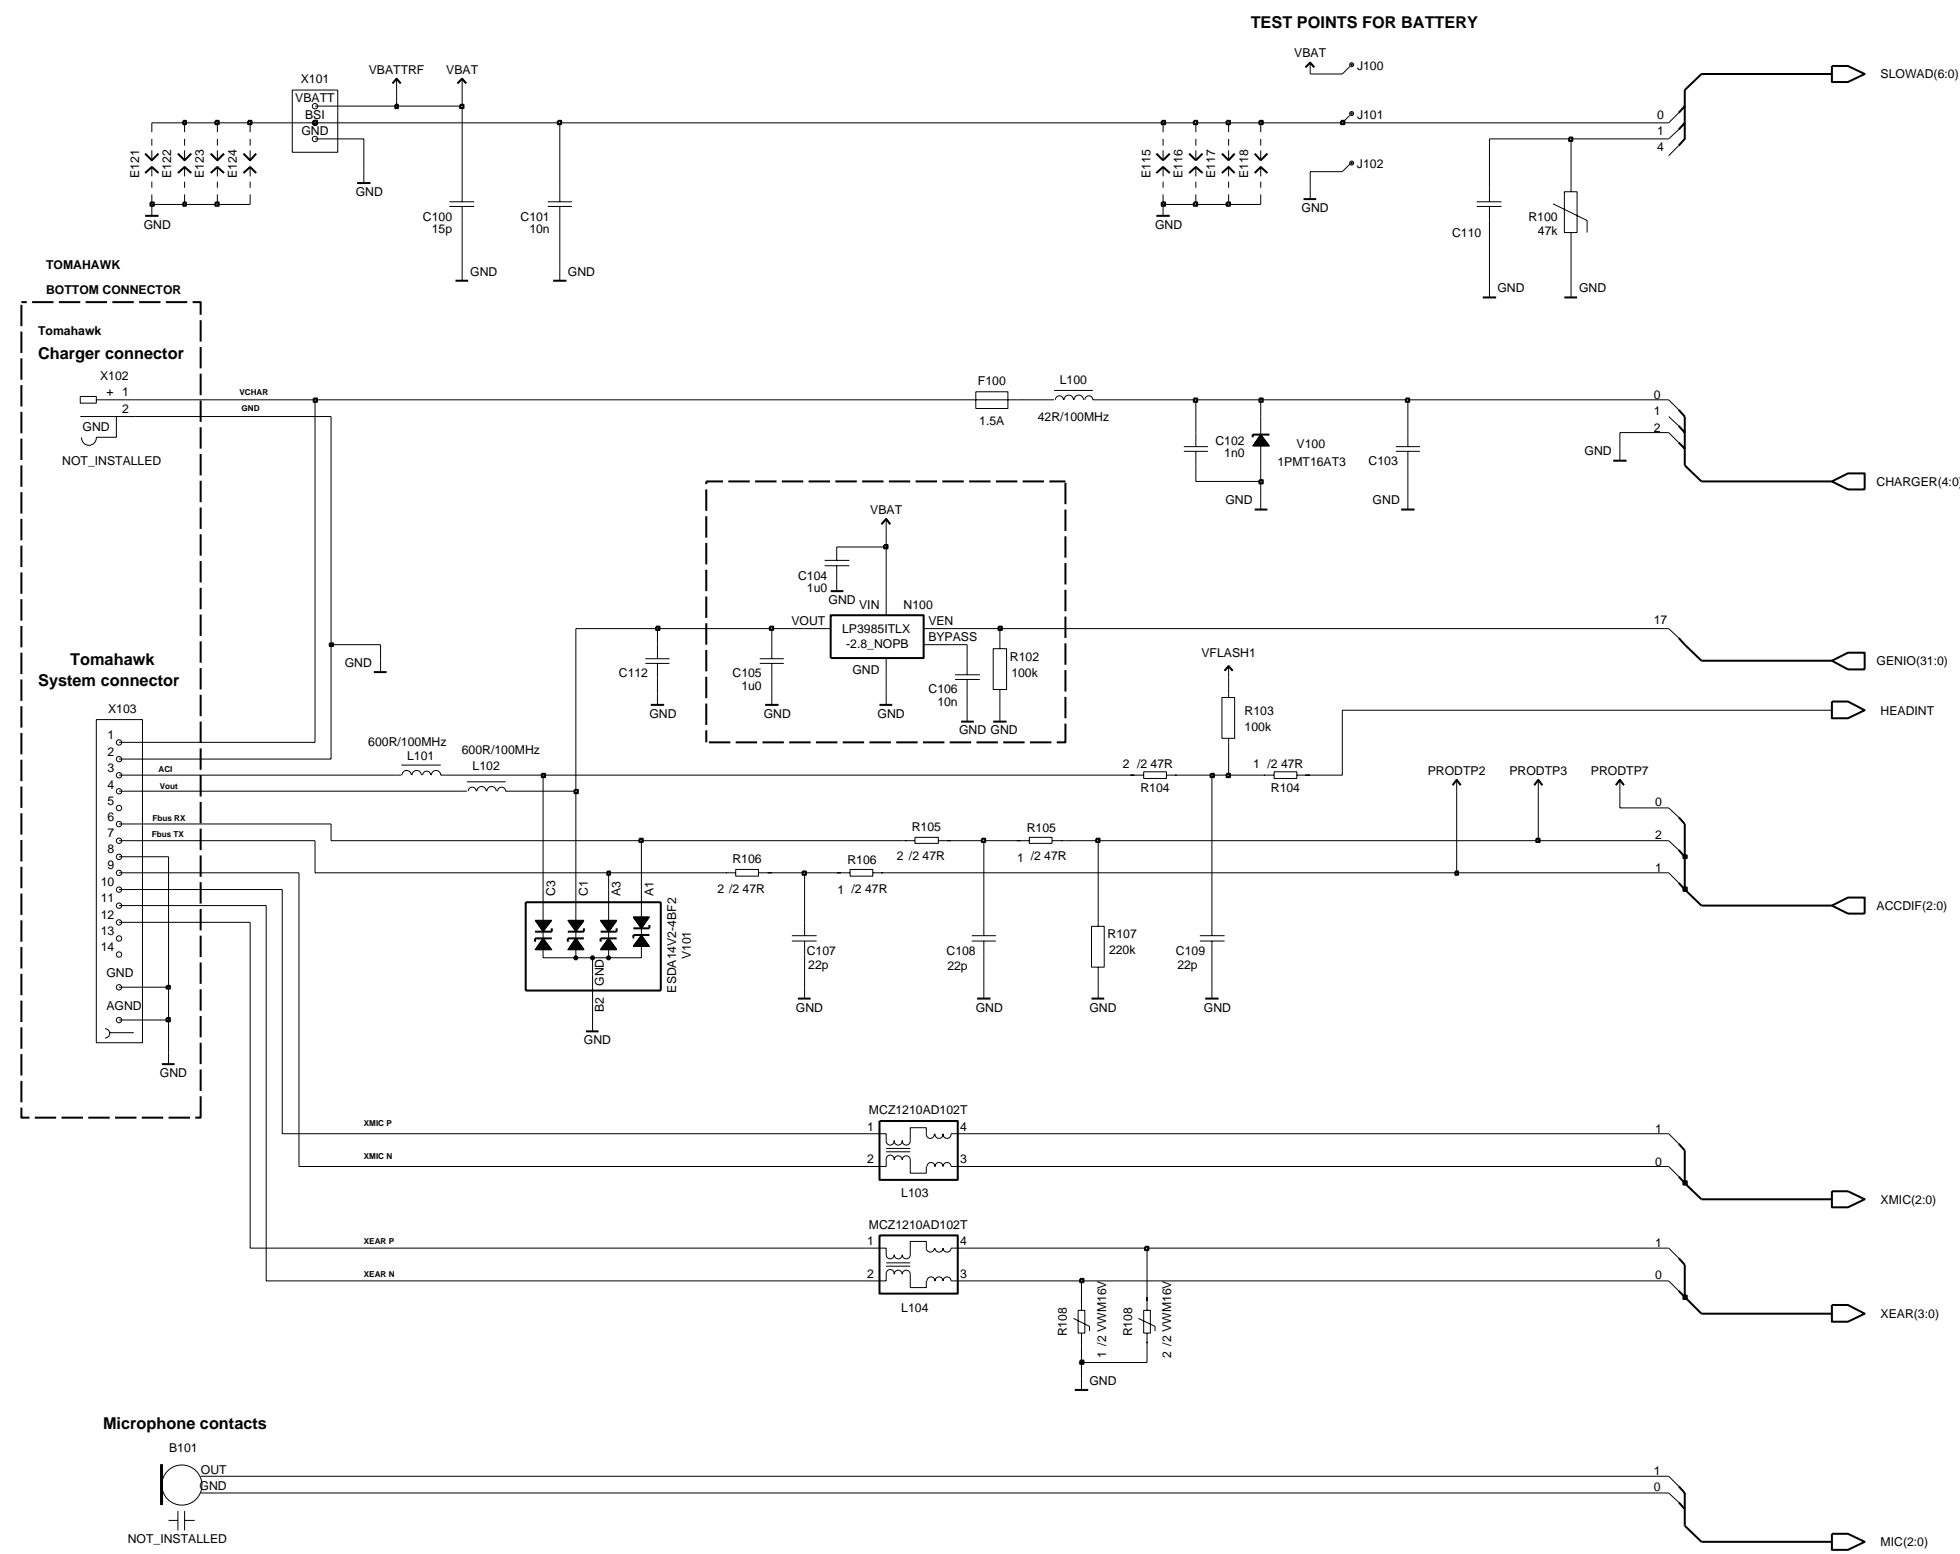 TEST POINTS FOR BATTERY
VBAT
J100
SLOWAD(6:0)
X101
VBATTRF
VBAT
VBATT
BSI
GND
J101
0
1
4
E121
E122
E123
E124
GND
GND
C100
15p
GND
C101
10n
GND
E115
E116
E117
E118
GND
J102
GND
C110
GND
R100
47k
GND
TOMAHAWK
BOTTOM CONNECTOR
Tomahawk
Charger connector
X102
+ 1
2
GND
NOT_INSTALLED
VCHAR
GND
F100
1.5A
L100
42R/100MHz
C102
1n0
GND
V100
1PMT16AT3
C103
GND
0
1
2
GND
CHARGER(4:0)
VBAT
C104
1u0
GND
VIN
N100
VOUT
LP3985ITLX
-2.8_NOPB
VEN
BYPASS
GND
GND
C112
GND
C105
1u0
GND
C106
10n
GND
R102
100k
GND
17
GENIO(31:0)
GND
VFLASH1
R103
100k
HEADINT
Tomahawk
System connector
X103
1
2
3
4
5
6
7
8
9
10
11
12
13
14
GND
AGND
GND
ACI
Vout
Fbus RX
Fbus TX
600R/100MHz
L101
600R/100MHz
L102
2 /2 47R
R104
1 /2 47R
R104
PRODTP2
PRODTP3
PRODTP7
0
2
1
ACCDIF(2:0)
R105
2 /2 47R
R105
1 /2 47R
R106
2 /2 47R
R106
1 /2 47R
C3
C1
A3
A1
GND
B2
ESDA14V2-4BF2
V101
GND
C107
22p
GND
C108
22p
GND
R107
220k
GND
C109
22p
GND
XMIC P
XMIC N
MCZ1210AD102T
1
4
2
3
L103
1
0
XMIC(2:0)
XEAR P
XEAR N
MCZ1210AD102T
1
4
2
3
L104
R108
1 /2 VWM16V
R108
2 /2 VWM16V
GND
1
0
XEAR(3:0)
Microphone contacts
B101
OUT
GND
NOT_INSTALLED
1
0
MIC(2:0)